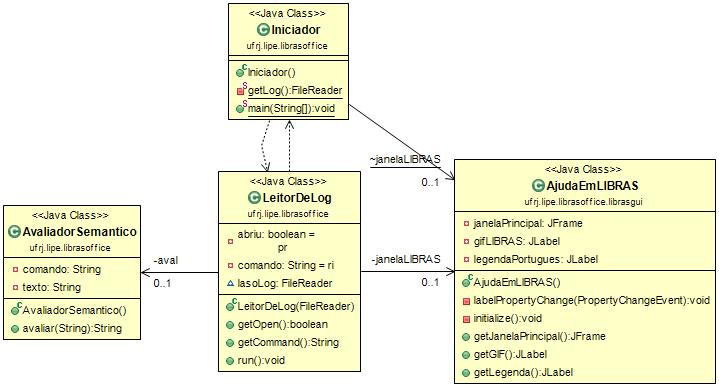 <<Java Class>>
Iniciador
ufrj.lipe.librasoffice
Iniciador()
getLog():FileReader
main(String[]):void
~janelaLIBRAS
0..1
<<Java Class>>
LeitorDeLog
ufrj.lipe.librasoffice
abriu: boolean =
pr
comando: String = ri
lasoLog: FileReader
LeitorDeLog(FileReader)
getOpen():boolean
getCommand():String
run():void
<<Java Class>>
AjudaEmLIBRAS
ufrj.lipe.librasoffice.librasgui
janelaPrincipal: JFrame
gifLIBRAS: JLabel
legendaPortugues: JLabel
AjudaEmLIBRAS()
labelPropertyChange(PropertyChangeEvent):void
initialize():void
getJanelaPrincipal():JFrame
getGIF():JLabel
getLegenda():JLabel
<<Java Class>>
AvaliadorSemantico
ufrj.lipe.librasoffice
comando: String
texto: String
AvaliadorSemantico()
avaliar(String):String
-aval
0..1
-janelaLIBRAS
0..1